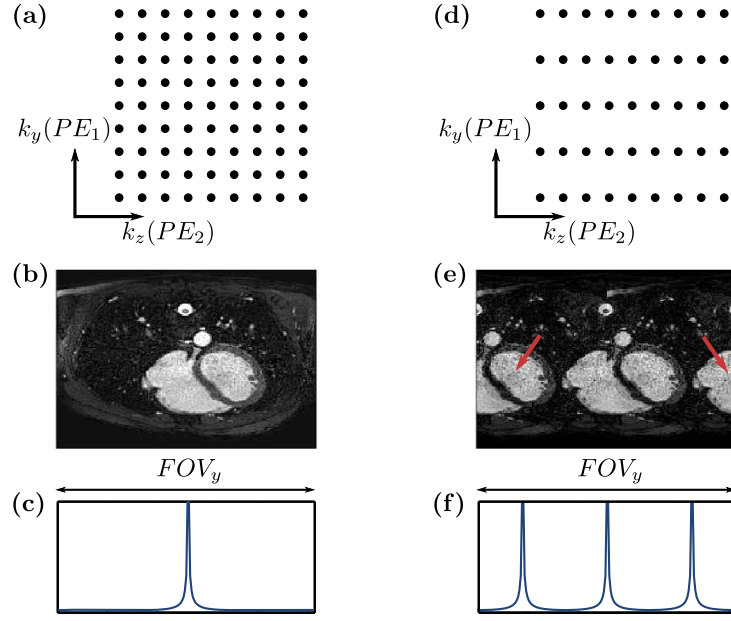 (a)
k_y(PE_1)
k_z(PE_2)
(b)
FOV_y
(c)
(d)
k_y(PE_1)
k_z(PE_2)
(e)
FOV_y
(f)